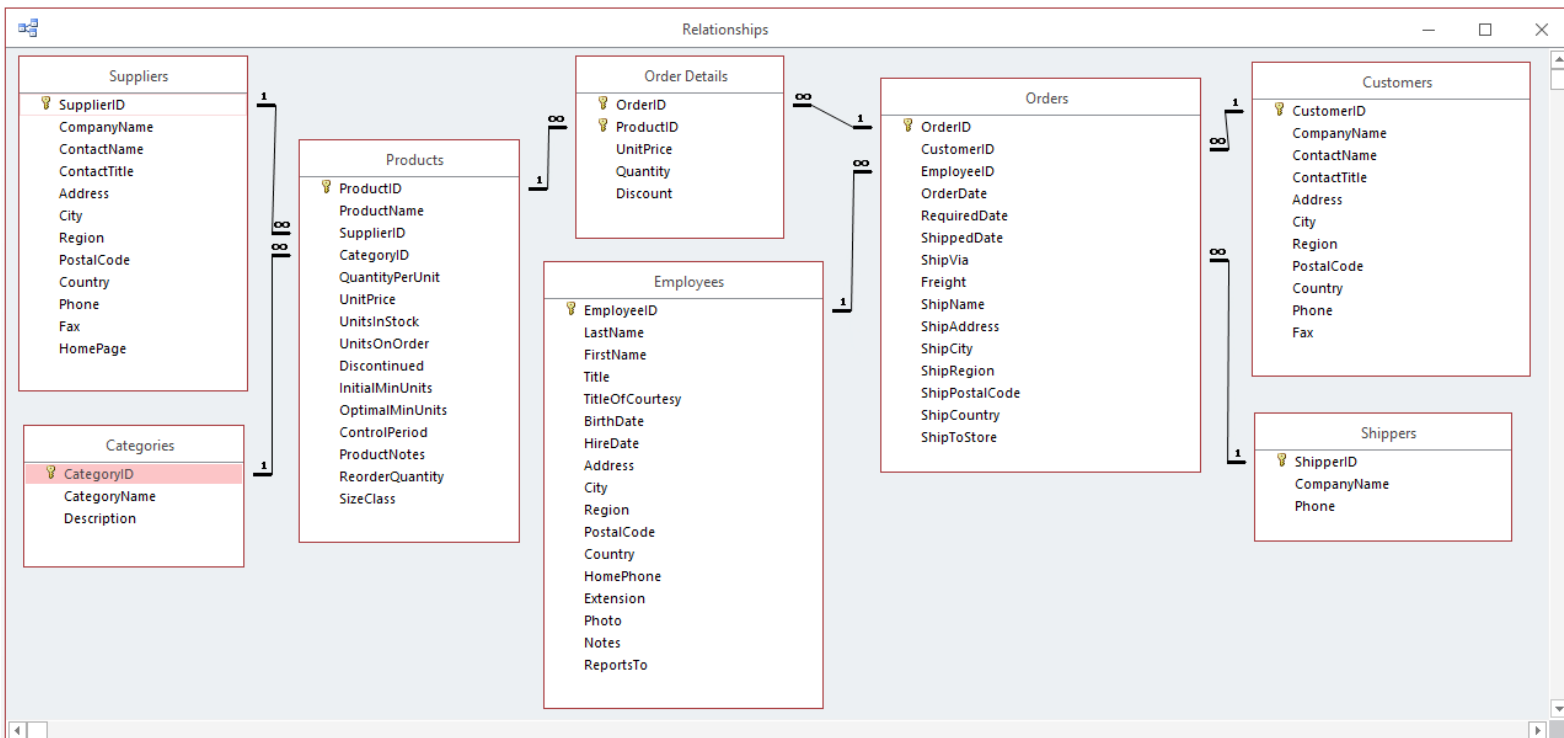 Relationships
Suppliers
SupplierID
CompanyName
ContactName
ContactTitle
Address
City
Region
PostalCode
Country
Phone
Fax
HomePage
1
∞
Categories
CategoryID
CategoryName
Description
1
∞
Products
ProductID
ProductName
SupplierID
CategoryID
QuantityPerUnit
UnitPrice
UnitsInStock
UnitsOnOrder
Discontinued
InitialMinUnits
OptimalMinUnits
ControlPeriod
ProductNotes
ReorderQuantity
SizeClass
1
∞
Order Details
OrderID
ProductID
UnitPrice
Quantity
Discount
∞
1
Employees
EmployeeID
LastName
FirstName
Title
TitleOfCourtesy
BirthDate
HireDate
Address
City
Region
PostalCode
Country
HomePhone
Extension
Photo
Notes
ReportsTo
1
∞
Orders
OrderID
CustomerID
EmployeeID
OrderDate
RequiredDate
ShippedDate
ShipVia
Freight
ShipName
ShipAddress
ShipCity
ShipRegion
ShipPostalCode
ShipCountry
ShipToStore
∞
1
∞
1
Customers
CustomerID
CompanyName
ContactName
ContactTitle
Address
City
Region
PostalCode
Country
Phone
Fax
Shippers
ShipperID
CompanyName
Phone